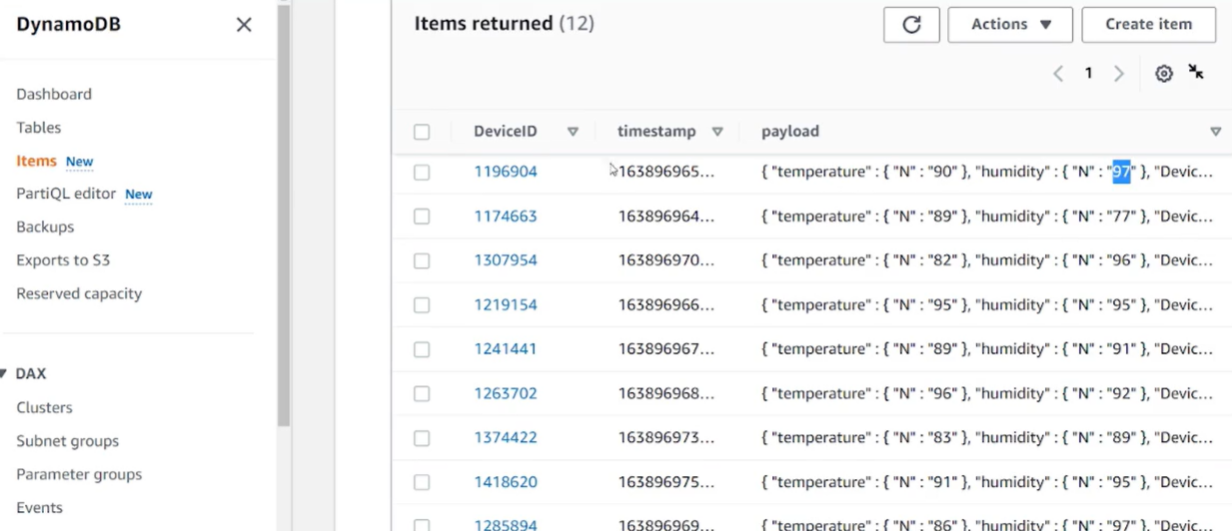 DynamoDB
Dashboard
Tables
Items New
PartiQL editor New
Backups
Exports to S3
Reserved capacity
DAX
Clusters
Subnet groups
Parameter groups
Events
Items returned (12)
Actions
Create item
1
DeviceID timestamp payload
1196904 163896965... { "temperature" : { "N" : "90" }, "humidity" : { "N" : "97" }, "Devic...
1174663 163896964... { "temperature" : { "N" : "89" }, "humidity" : { "N" : "77" }, "Devic...
1307954 163896970... { "temperature" : { "N" : "82" }, "humidity" : { "N" : "96" }, "Devic...
1219154 163896966... { "temperature" : { "N" : "95" }, "humidity" : { "N" : "95" }, "Devic...
1241441 163896967... { "temperature" : { "N" : "89" }, "humidity" : { "N" : "91" }, "Devic...
1263702 163896968... { "temperature" : { "N" : "96" }, "humidity" : { "N" : "92" }, "Devic...
1374422 163896973... { "temperature" : { "N" : "83" }, "humidity" : { "N" : "89" }, "Devic...
1418620 163896975... { "temperature" : { "N" : "91" }, "humidity" : { "N" : "95" }, "Devic...
1285894 163896969... { "temperature" : { "N" : "86" }, "humidity" : { "N" : "97" }, "Devic...